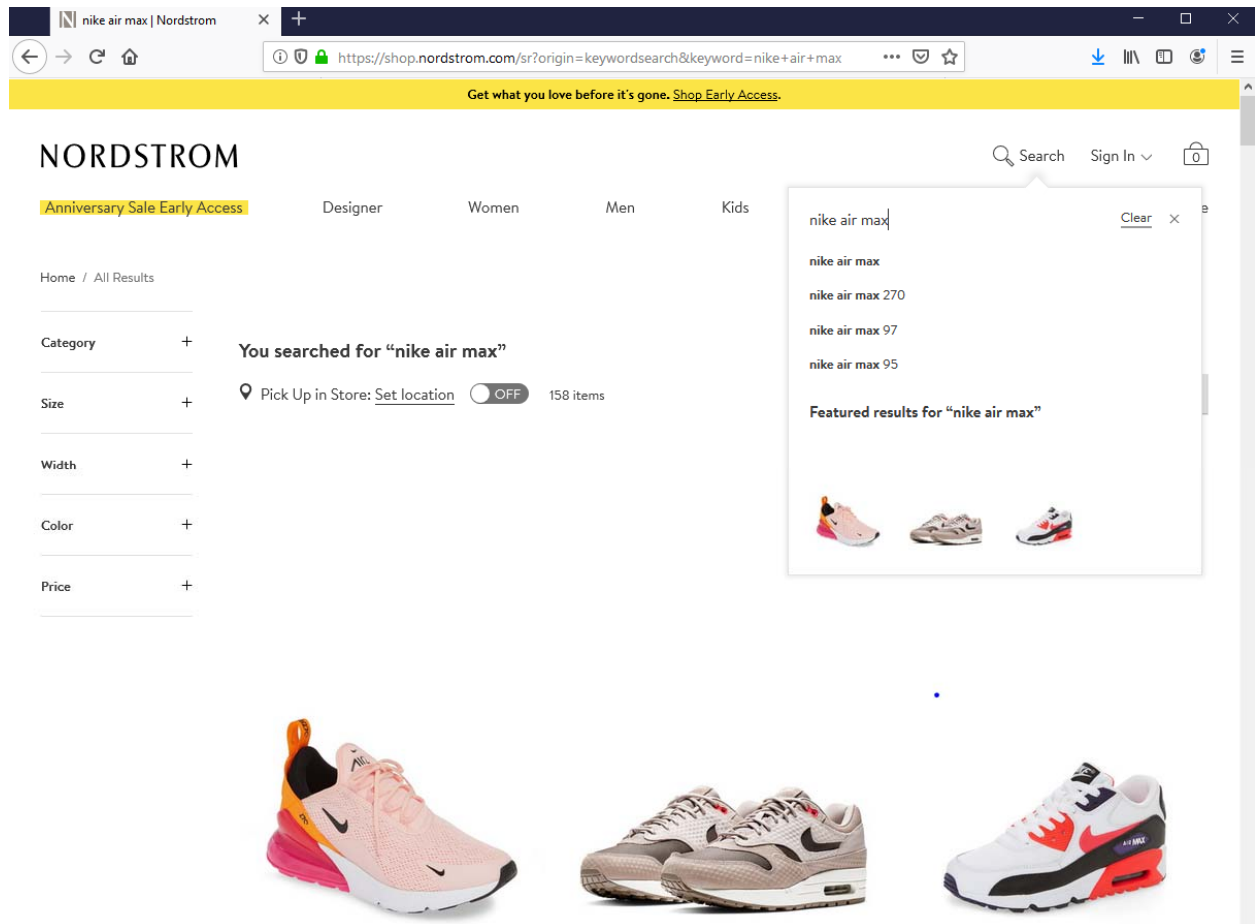 nike air max | Nordstrom
https://shop.nordstrom.com/sr?origin=keywordsearch&keyword=nike+air+max
Get what you love before it's gone. Shop Early Access.
NORDSTROM
Search
Sign In
0
Anniversary Sale Early Access
Designer
Women
Men
Kids
e
nike air max
Clear
nike air max
nike air max 270
nike air max 97
nike air max 95
Featured results for “nike air max”
Home / All Results
Category +
Size +
Width +
Color +
Price +
You searched for “nike air max”
Pick Up in Store: Set location OFF 158 items
AIR
AIR MAX